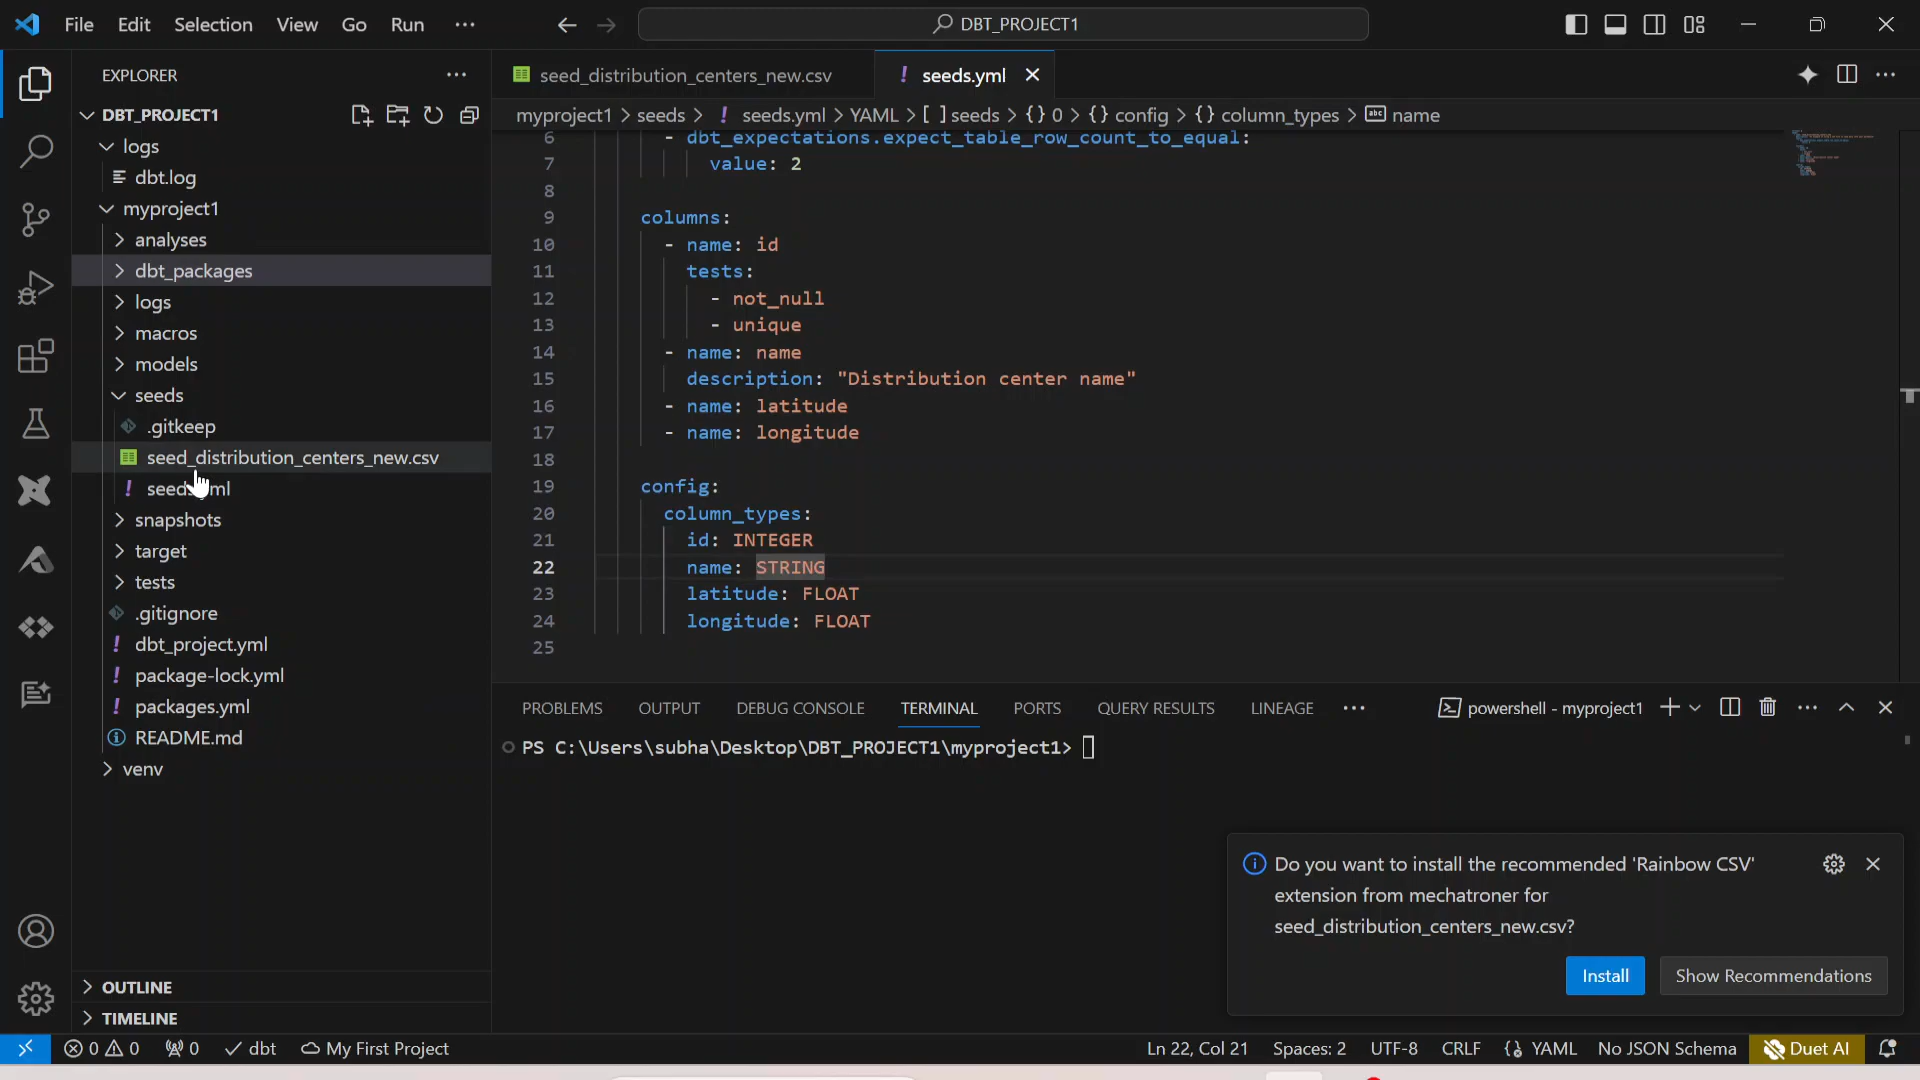 File Edit Selection View Go Run ··· DBT_PROJECT1
EXPLORER
DBT_PROJECT1
logs
dbt.log
myproject1
analyses
dbt_packages
logs
macros
models
seeds
.gitkeep
seed_distribution_centers_new.csv
! seeds.yml
snapshots
target
tests
.gitignore
! dbt_project.yml
! package-lock.yml
! packages.yml
README.md
venv
OUTLINE
TIMELINE
seed_distribution_centers_new.csv ! seeds.yml
myproject1 > seeds > ! seeds.yml > YAML > [ ] seeds > {} 0 > {} config > {} column_types > abc name
6 - dbt_expectations.expect_table_row_count_to_equal:
7 value: 2
8
9 columns:
10 - name: id
11 tests:
12 - not_null
13 - unique
14 - name: name
15 description: "Distribution center name"
16 - name: latitude
17 - name: longitude
18
19 config:
20 column_types:
21 id: INTEGER
22 name: STRING
23 latitude: FLOAT
24 longitude: FLOAT
25
PROBLEMS OUTPUT DEBUG CONSOLE TERMINAL PORTS QUERY RESULTS LINEAGE ··· powershell - myproject1
PS C:\Users\subha\Desktop\DBT_PROJECT1\myproject1>
Do you want to install the recommended 'Rainbow CSV'
extension from mechatroner for
seed_distribution_centers_new.csv?
Install Show Recommendations
0 0 0 dbt My First Project Ln 22, Col 21 Spaces: 2 UTF-8 CRLF YAML No JSON Schema Duet AI